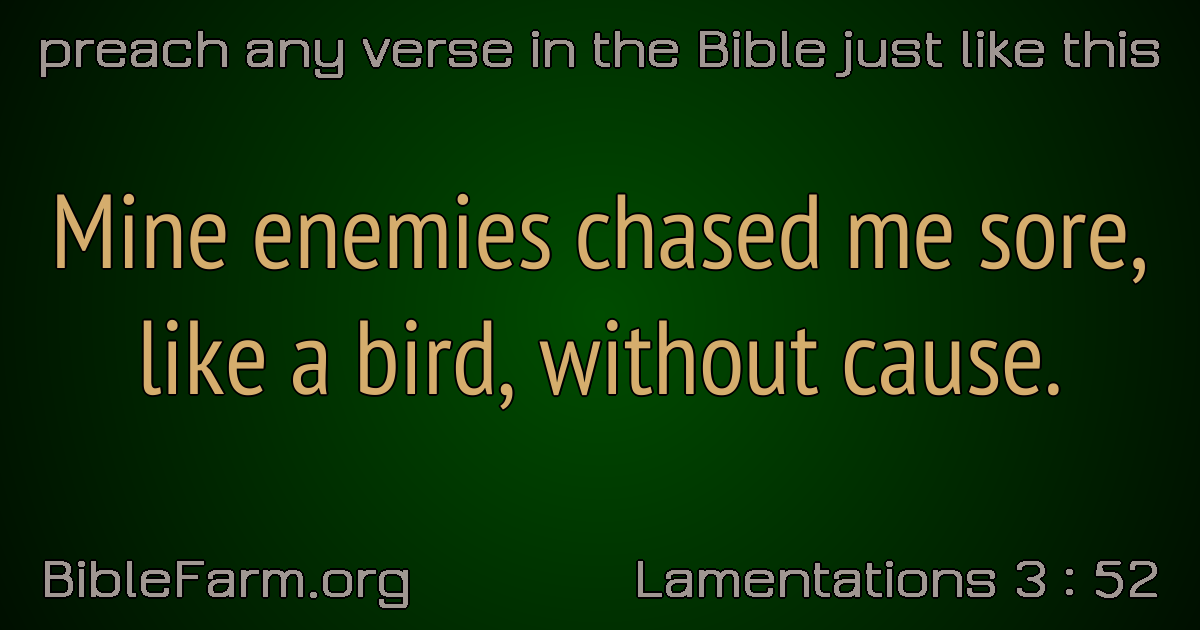 preach any verse in the Bible just like this
Mine enemies chased me sore,
like a bird, without cause.
BibleFarm.org
Lamentations 3 : 52